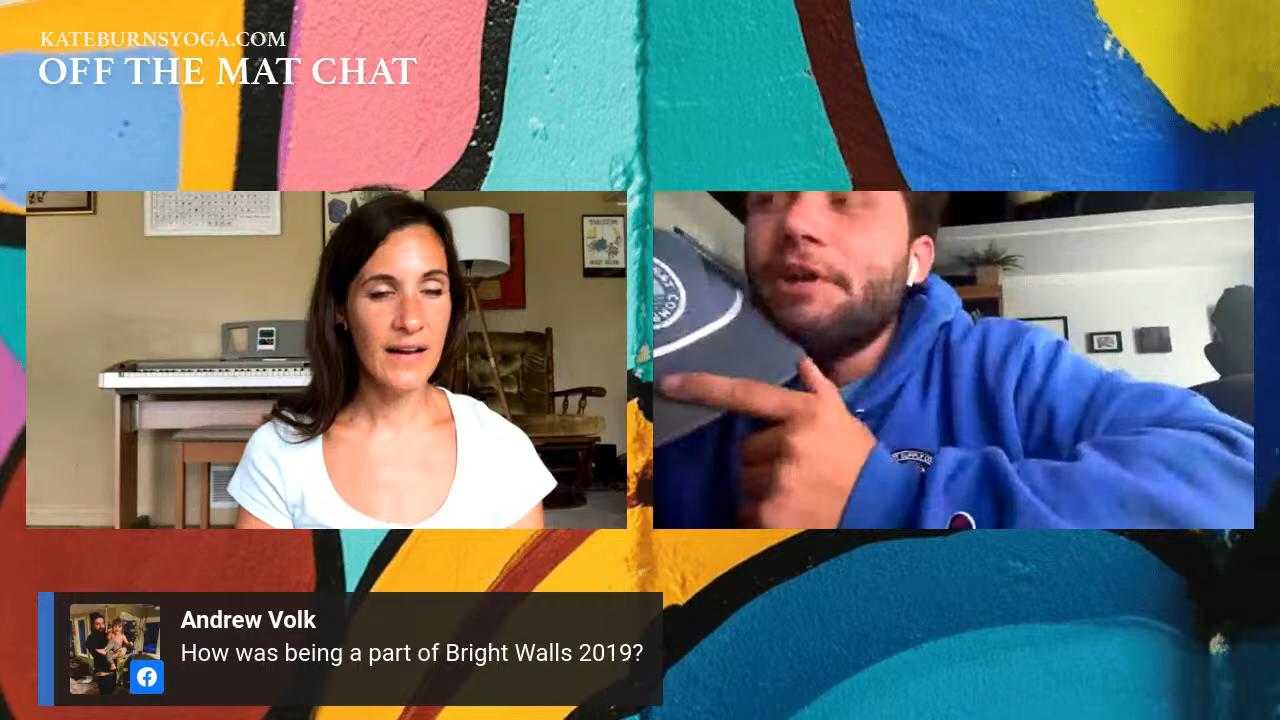 KATEBURNSYOGA.COM
OFF THE MAT CHAT
Andrew Volk
How was being a part of Bright Walls 2019?